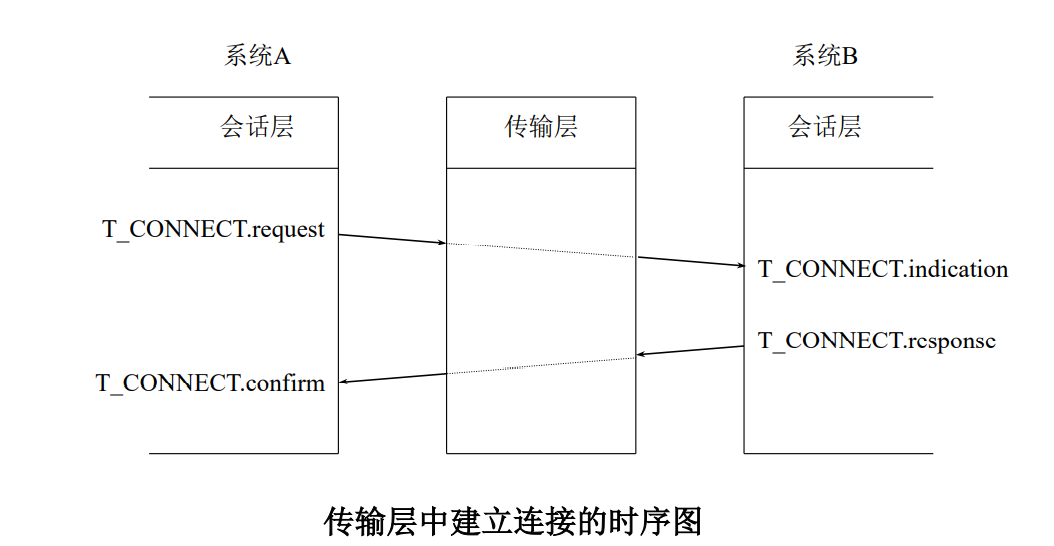 系统A
系统B
会话层
传输层
会话层
T_CONNECT.request
T_CONNECT.indication
T_CONNECT.rcsponsc
T_CONNECT.confirm
传输层中建立连接的时序图